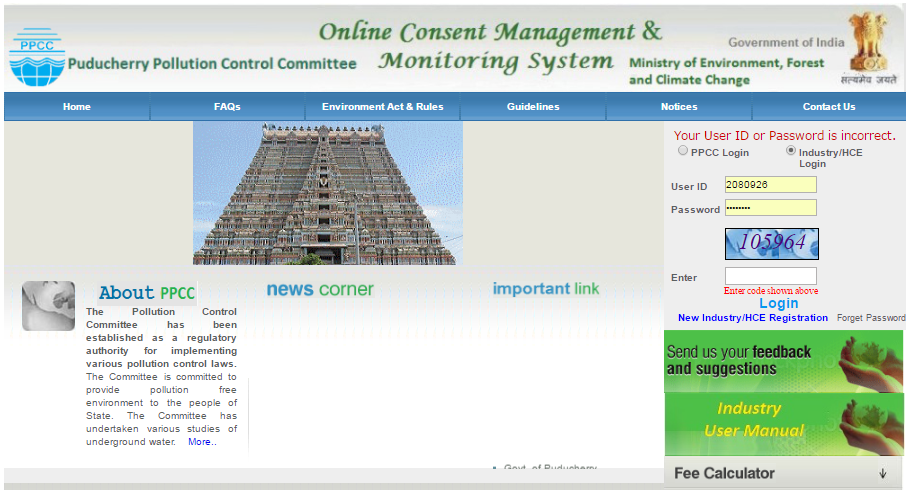 PPCC
Puducherry Pollution Control Committee
Online Consent Management &
Monitoring System
Government of India
Ministry of Environment, Forest
and Climate Change
सत्यमेव जयते
Home FAQs Environment Act & Rules Guidelines Notices Contact Us
Your User ID or Password is incorrect.
PPCC Login Industry/HCE
Login
User ID 2080926
Password ••••••••
105964
Enter
Enter code shown above
Login
New Industry/HCE Registration Forget Password
About PPCC
The Pollution Control
Committee has been
established as a regulatory
authority for implementing
various pollution control laws.
The Committee is committed to
provide pollution free
environment to the people of
State. The Committee has
undertaken various studies of
underground water. More..
news corner
important link
Govt. of Puducherry
Send us your feedback
and suggestions
Industry
User Manual
Fee Calculator